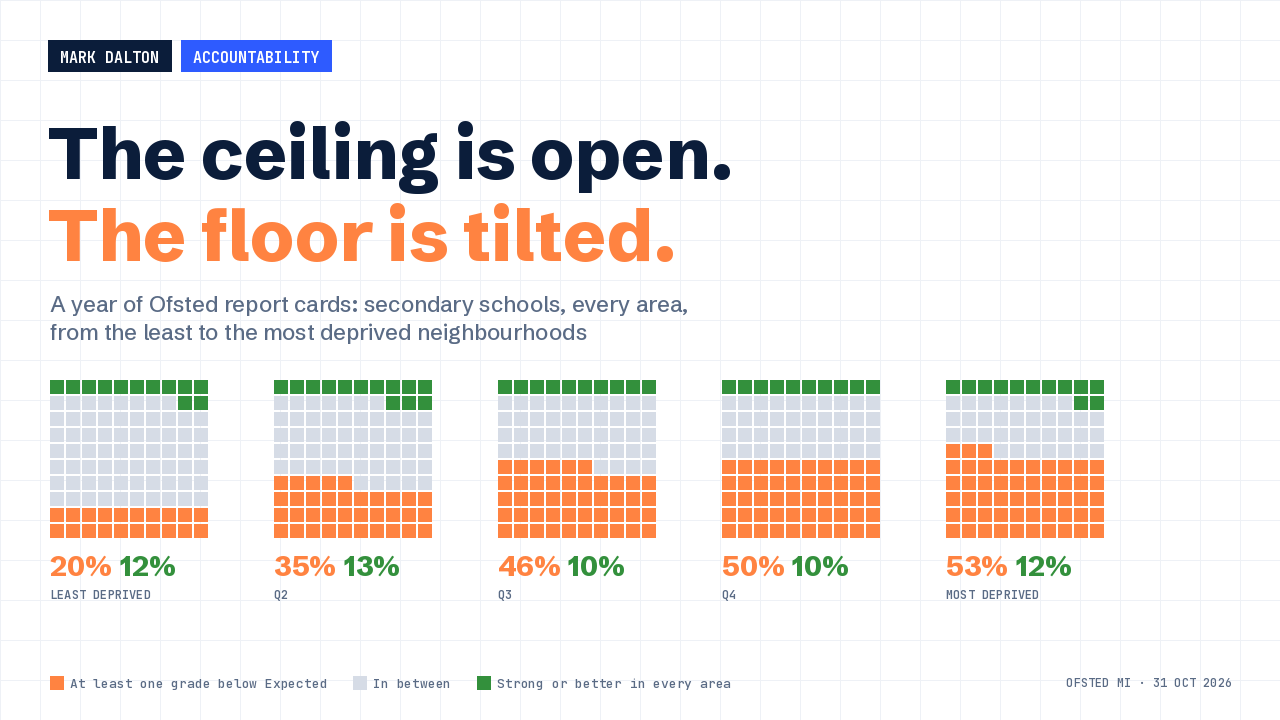 MARK DALTON ACCOUNTABILITY
The ceiling is open.
The floor is tilted.
A year of Ofsted report cards: secondary schools, every area,
from the least to the most deprived neighbourhoods
20% 12% 35% 13% 46% 10% 50% 10% 53% 12%
LEAST DEPRIVED Q2 Q3 Q4 MOST DEPRIVED
At least one grade below Expected In between Strong or better in every area OFSTED MI · 31 OCT 2026